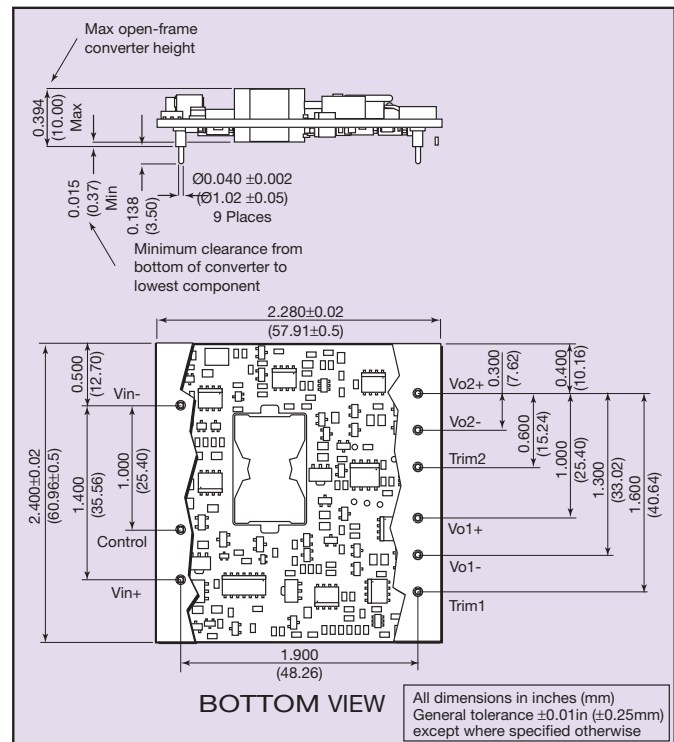 Max open-frame
converter height
0.394
(10.00)
Max
0.015
(0.37)
Min
0.138
(3.50)
Ø0.040 ±0.002
(Ø1.02 ±0.05)
9 Places
Minimum clearance from
bottom of converter to
lowest component
2.280±0.02
(57.91±0.5)
2.400±0.02
(60.96±0.5)
0.500
(12.70)
1.400
(35.56)
1.000
(25.40)
Vin-
Control
Vin+
Vo2+
Vo2-
Trim2
Vo1+
Vo1-
Trim1
0.300
(7.62)
0.400
(10.16)
0.600
(15.24)
1.000
(25.40)
1.300
(33.02)
1.600
(40.64)
1.900
(48.26)
BOTTOM VIEW
All dimensions in inches (mm)
General tolerance ±0.01in (±0.25mm)
except where specified otherwise